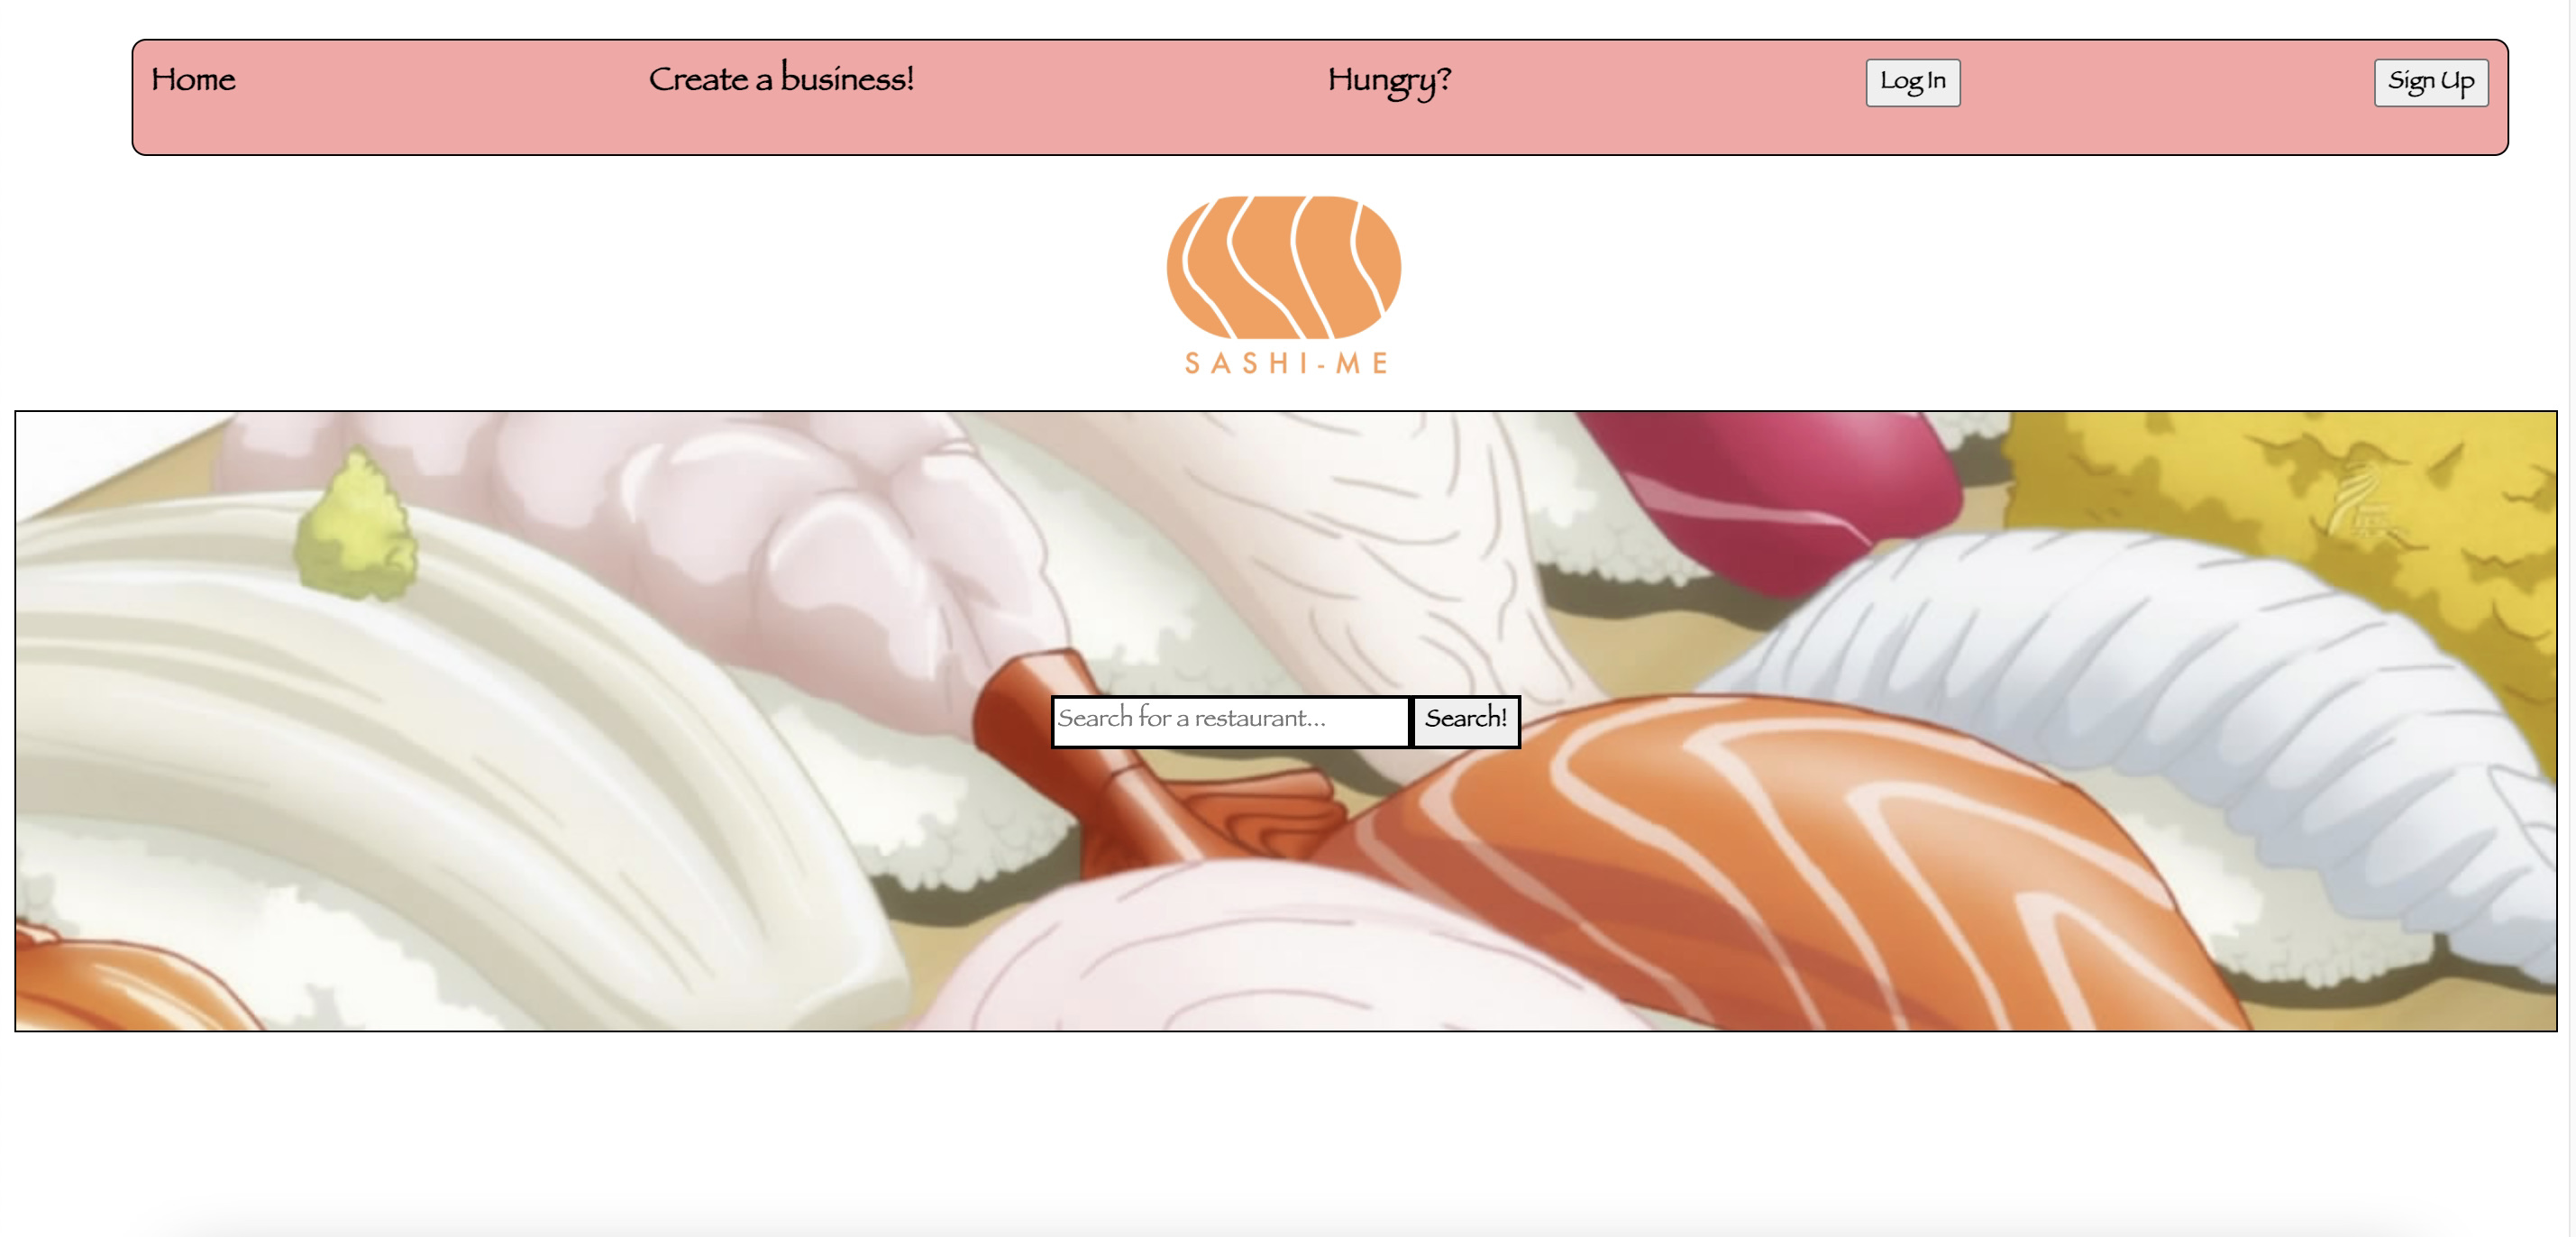 Home
Create a business!
Hungry?
Log In
Sign Up
SASHI-ME
Search for a restaurant...
Search!